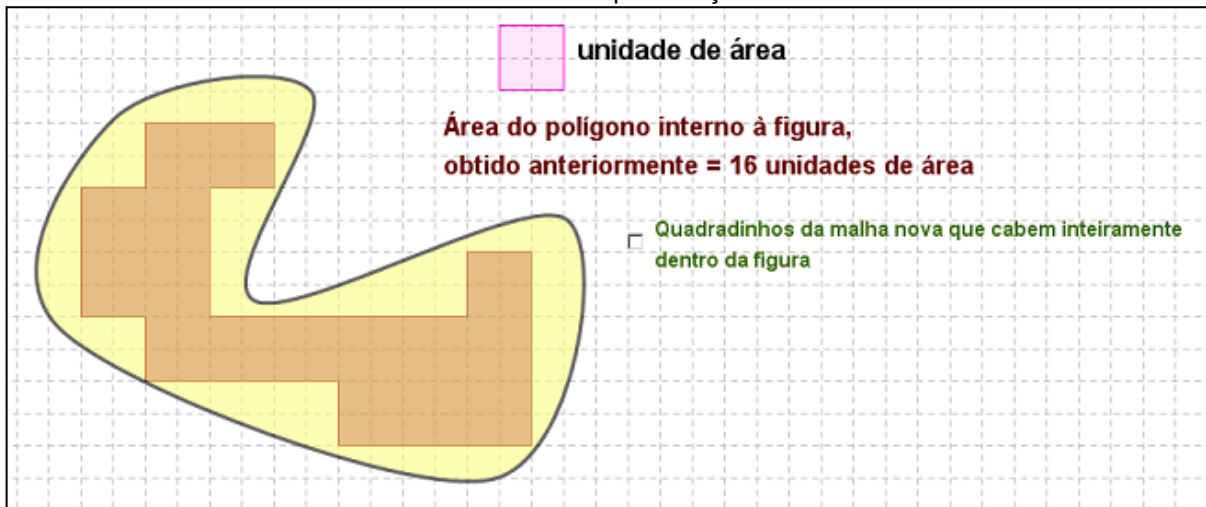 unidade de área
Área do polígono interno à figura,
obtido anteriormente = 16 unidades de área
Quadradinhos da malha nova que cabem inteiramente
dentro da figura